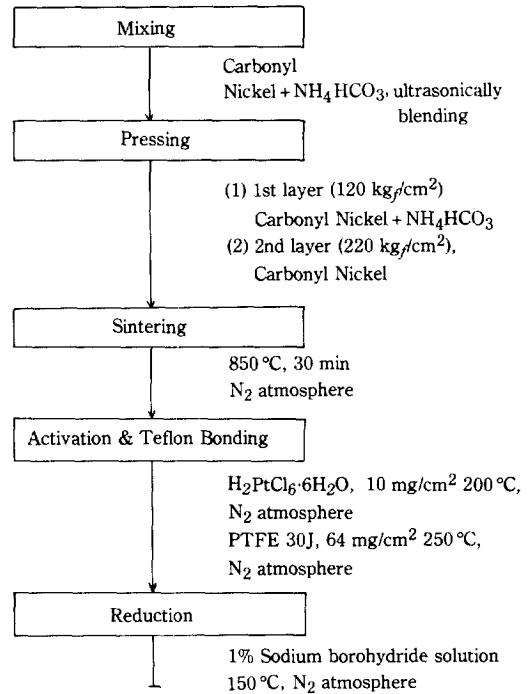 Mixing
Carbonyl
Nickel + NH₄HCO₃, ultrasonically
blending
Pressing
(1) 1st layer (120 kgf/cm²)
Carbonyl Nickel + NH₄HCO₃
(2) 2nd layer (220 kgf/cm²),
Carbonyl Nickel
Sintering
850 °C, 30 min
N₂ atmosphere
Activation & Teflon Bonding
H₂PtCl₆·6H₂O, 10 mg/cm² 200 °C,
N₂ atmosphere
PTFE 30J, 64 mg/cm² 250 °C,
N₂ atmosphere
Reduction
1% Sodium borohydride solution
150 °C, N₂ atmosphere